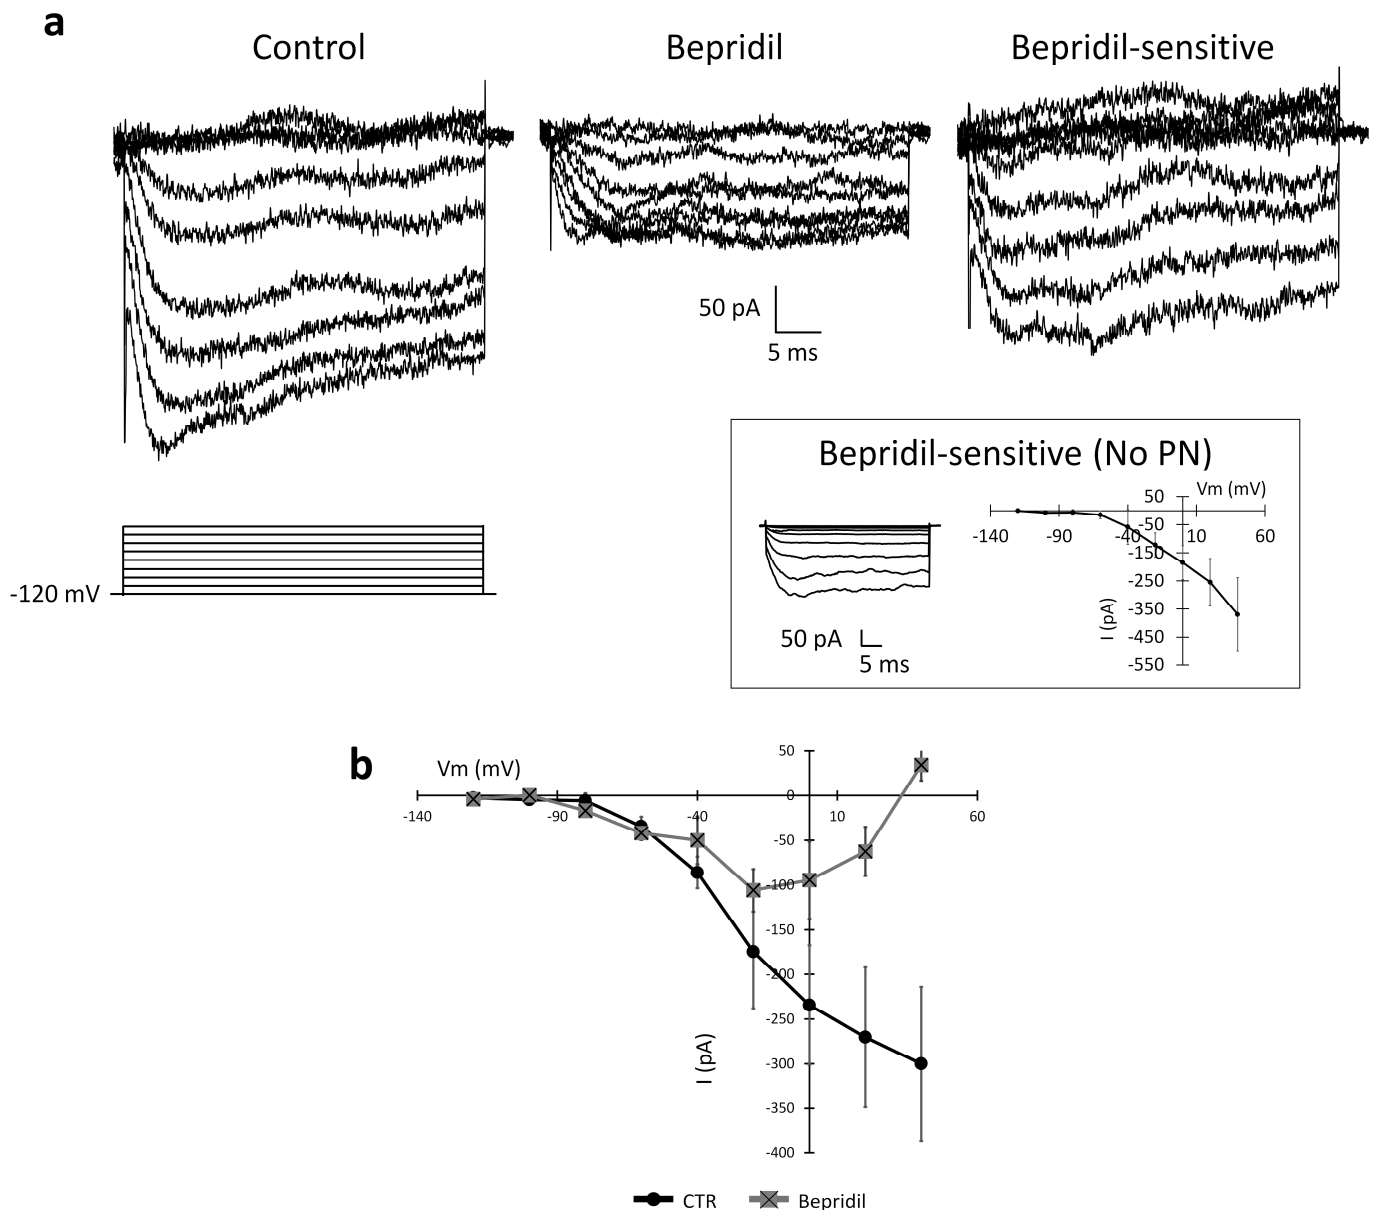 a
Control
Bepridil
Bepridil-sensitive
50 pA
5 ms
-120 mV
Bepridil-sensitive (No PN)
50 pA
5 ms
50
Vm (mV)
-50
-140
-90
-40
10
60
-150
-250
-350
-450
-550
I (pA)
b
Vm (mV)
50
0
-140
-90
-40
10
60
-50
-100
-150
-200
-250
-300
-350
-400
I (pA)
CTR
Bepridil